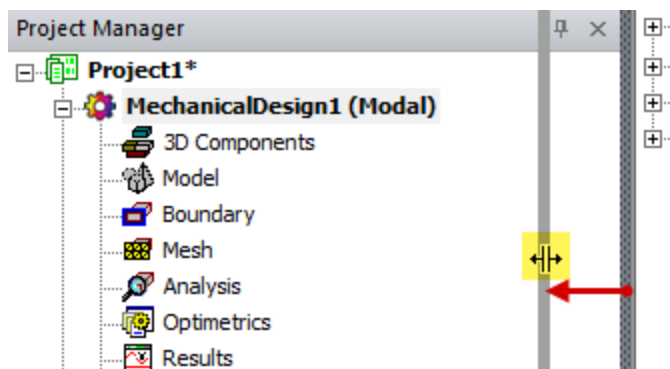 Project Manager
Project1*
MechanicalDesign1 (Modal)
3D Components
Model
Boundary
Mesh
Analysis
Optimetrics
Results